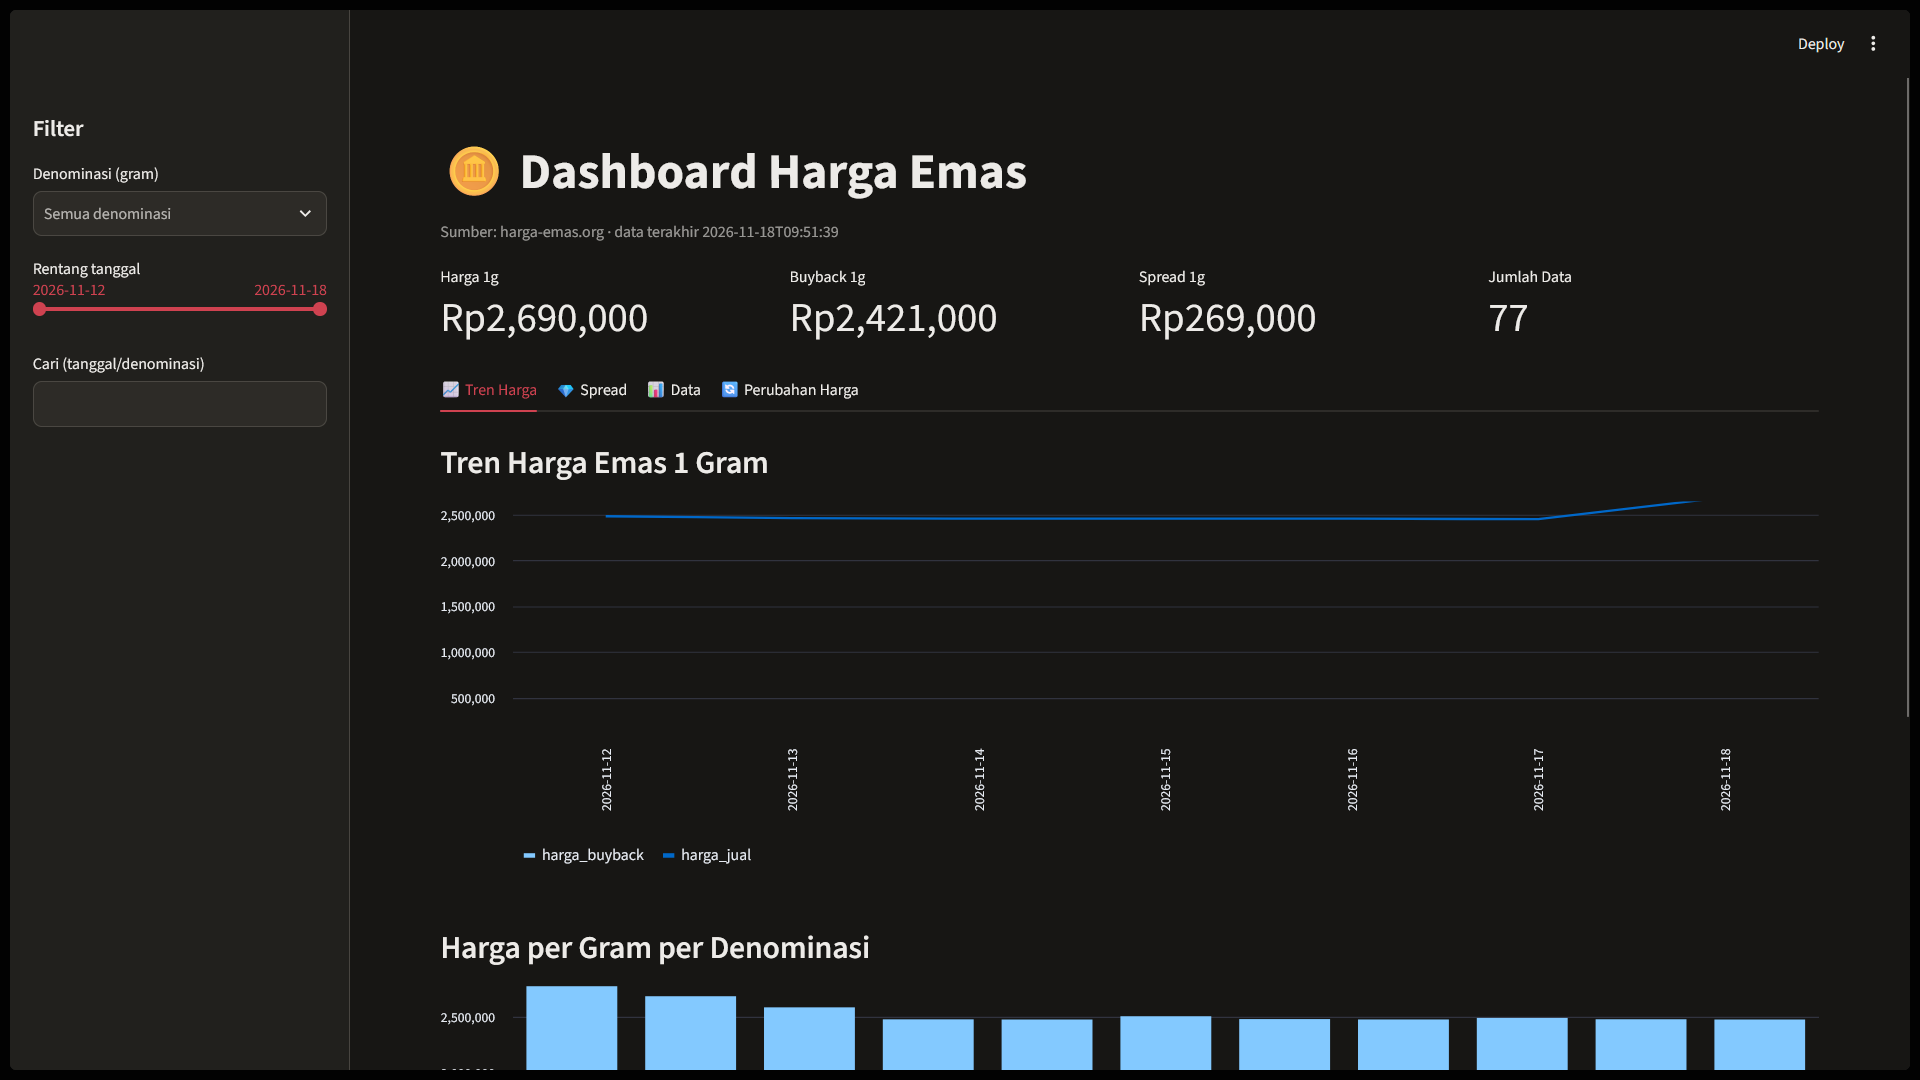 Deploy
Filter
Denominasi (gram)
Semua denominasi
Rentang tanggal
2026-11-12 2026-11-18
Cari (tanggal/denominasi)
Dashboard Harga Emas
Sumber: harga-emas.org · data terakhir 2026-11-18T09:51:39
Harga 1g
Rp2,690,000
Buyback 1g
Rp2,421,000
Spread 1g
Rp269,000
Jumlah Data
77
Tren Harga Spread Data Perubahan Harga
Tren Harga Emas 1 Gram
2,500,000
2,000,000
1,500,000
1,000,000
500,000
2026-11-12
2026-11-13
2026-11-14
2026-11-15
2026-11-16
2026-11-17
2026-11-18
harga_buyback harga_jual
Harga per Gram per Denominasi
2,500,000